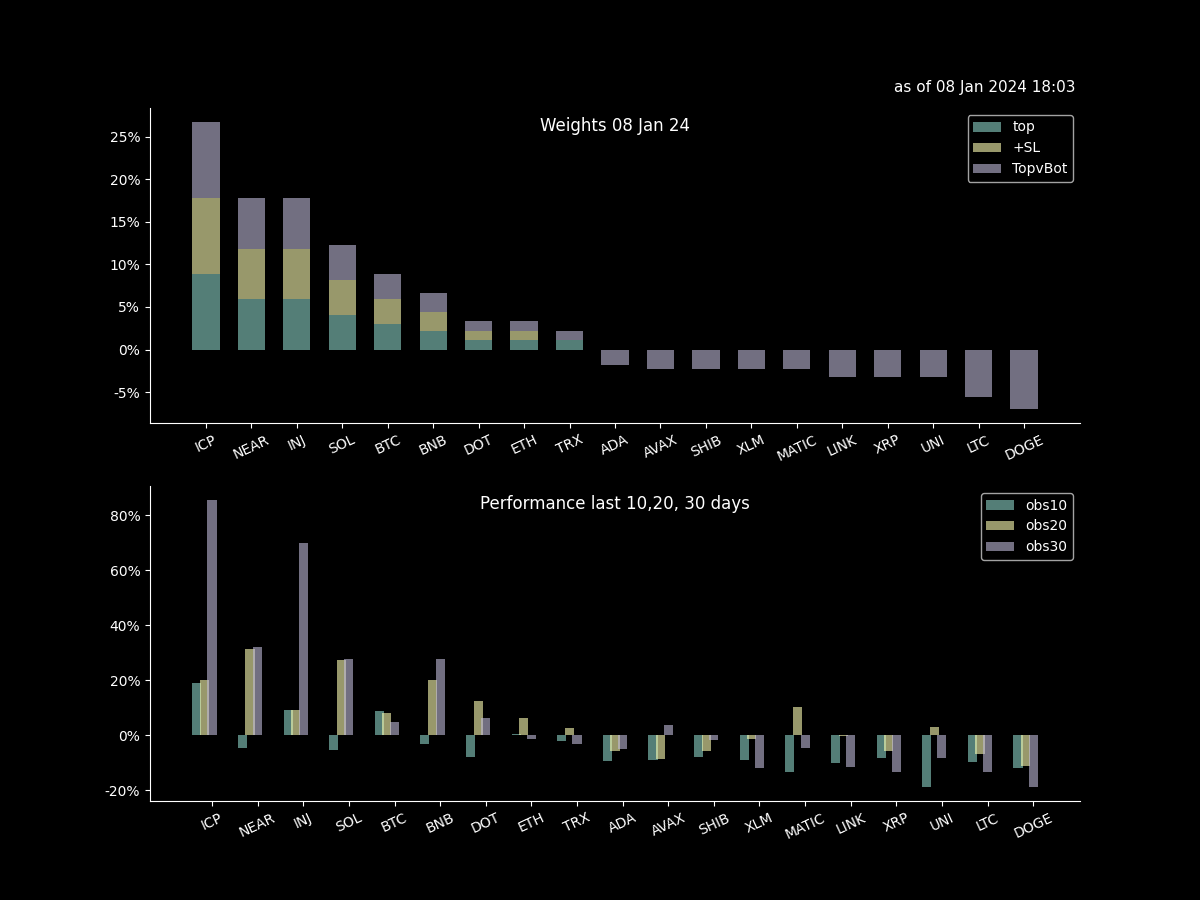 as of 08 Jan 2024 18:03
Weights 08 Jan 24
top
+SL
TopvBot
25%
20%
15%
10%
5%
0%
-5%
ICP NEAR INJ SOL BTC BNB DOT ETH TRX ADA AVAX SHIB XLM MATIC LINK XRP UNI LTC DOGE
Performance last 10,20, 30 days
obs10
obs20
obs30
80%
60%
40%
20%
0%
-20%
ICP NEAR INJ SOL BTC BNB DOT ETH TRX ADA AVAX SHIB XLM MATIC LINK XRP UNI LTC DOGE